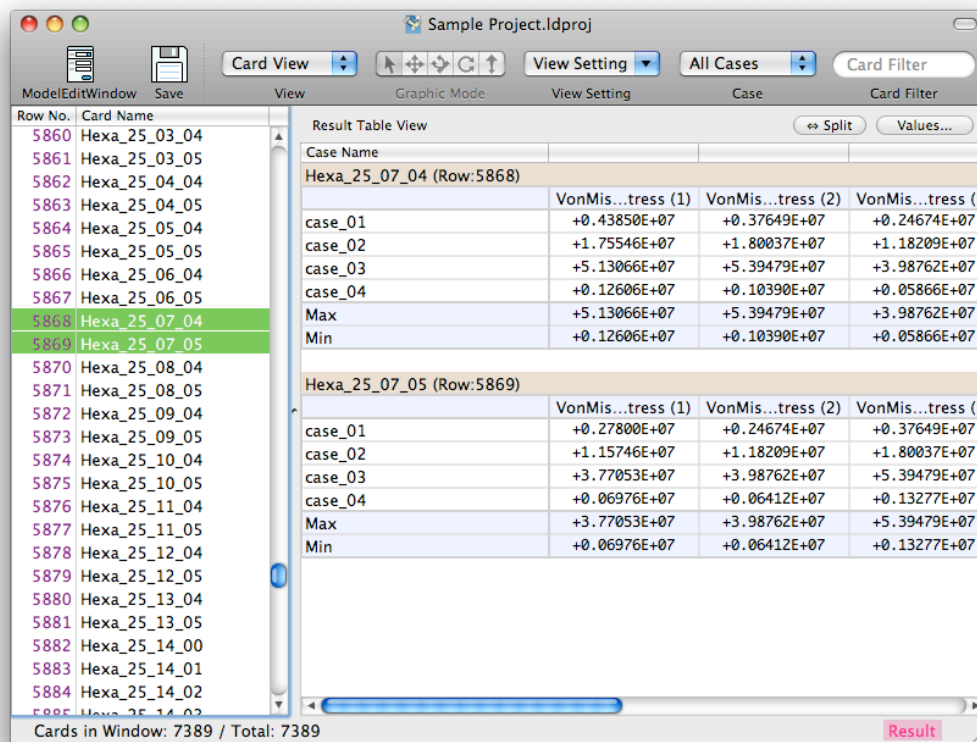 Sample Project.ldproj
Card View View Setting All Cases Card Filter
ModelEditWindow Save View Graphic Mode View Setting Case Card Filter
Row No. Card Name
5860 Hexa_25_03_04
5861 Hexa_25_03_05
5862 Hexa_25_04_04
5863 Hexa_25_04_05
5864 Hexa_25_05_04
5865 Hexa_25_05_05
5866 Hexa_25_06_04
5867 Hexa_25_06_05
5868 Hexa_25_07_04
5869 Hexa_25_07_05
5870 Hexa_25_08_04
5871 Hexa_25_08_05
5872 Hexa_25_09_04
5873 Hexa_25_09_05
5874 Hexa_25_10_04
5875 Hexa_25_10_05
5876 Hexa_25_11_04
5877 Hexa_25_11_05
5878 Hexa_25_12_04
5879 Hexa_25_12_05
5880 Hexa_25_13_04
5881 Hexa_25_13_05
5882 Hexa_25_14_00
5883 Hexa_25_14_01
5884 Hexa_25_14_02
5885 Hexa_25_14_03
Result Table View ⇔ Split Values...
Case Name
Hexa_25_07_04 (Row:5868)
VonMis...tress (1) VonMis...tress (2) VonMis...tress (
case_01 +0.43850E+07 +0.37649E+07 +0.24674E+07
case_02 +1.75546E+07 +1.80037E+07 +1.18209E+07
case_03 +5.13066E+07 +5.39479E+07 +3.98762E+07
case_04 +0.12606E+07 +0.10390E+07 +0.05866E+07
Max +5.13066E+07 +5.39479E+07 +3.98762E+07
Min +0.12606E+07 +0.10390E+07 +0.05866E+07
Hexa_25_07_05 (Row:5869)
VonMis...tress (1) VonMis...tress (2) VonMis...tress (
case_01 +0.27800E+07 +0.24674E+07 +0.37649E+07
case_02 +1.15746E+07 +1.18209E+07 +1.80037E+07
case_03 +3.77053E+07 +3.98762E+07 +5.39479E+07
case_04 +0.06976E+07 +0.06412E+07 +0.13277E+07
Max +3.77053E+07 +3.98762E+07 +5.39479E+07
Min +0.06976E+07 +0.06412E+07 +0.13277E+07
Cards in Window: 7389 / Total: 7389 Result